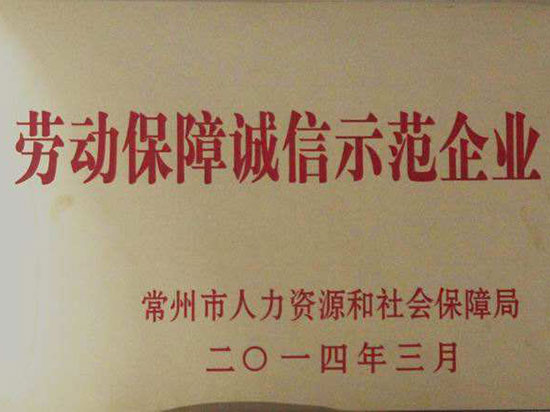 劳动保障诚信示范企业
常州市人力资源和社会保障局
二〇一四年三月